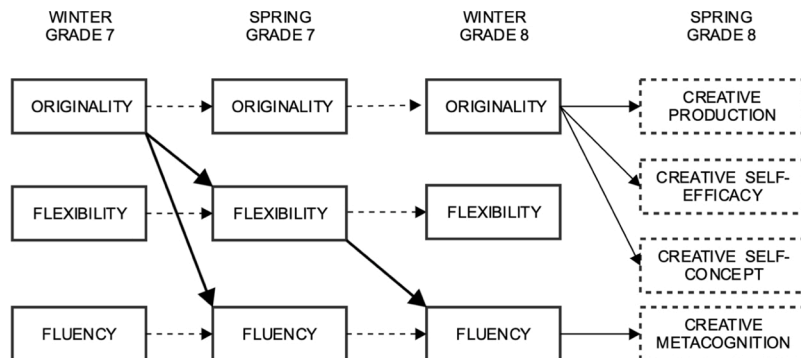 WINTER
GRADE 7
SPRING
GRADE 7
WINTER
GRADE 8
SPRING
GRADE 8
ORIGINALITY
ORIGINALITY
ORIGINALITY
CREATIVE
PRODUCTION
FLEXIBILITY
FLEXIBILITY
FLEXIBILITY
CREATIVE SELF-
EFFICACY
CREATIVE SELF-
CONCEPT
FLUENCY
FLUENCY
FLUENCY
CREATIVE
METACOGNITION